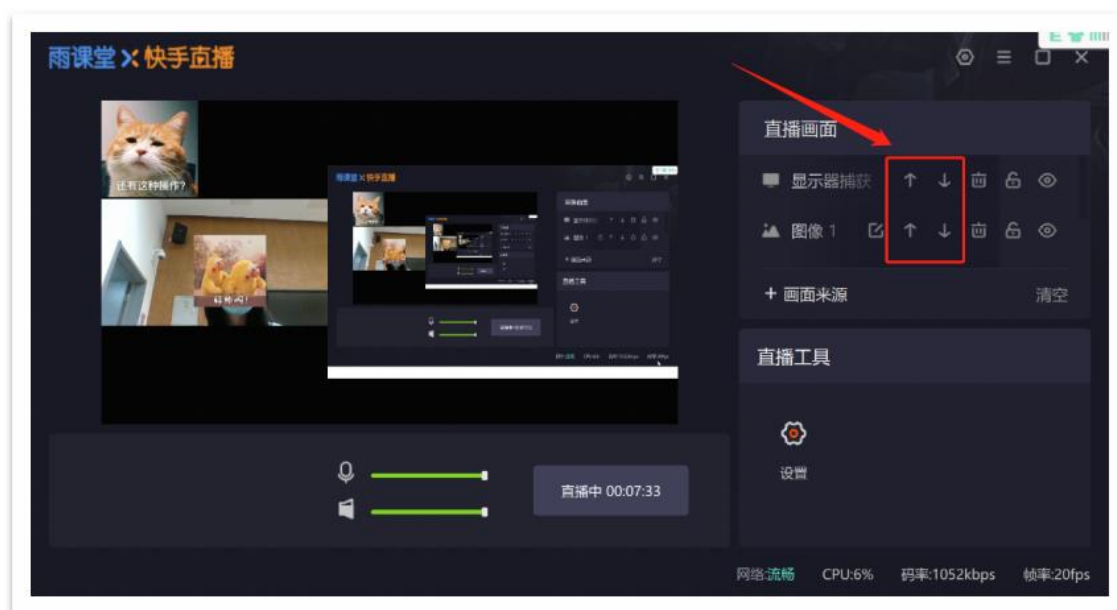 雨课堂 × 快手直播
还有这种操作?
直播画面
显示器捕获
图像 1
+ 画面来源
清空
直播工具
设置
直播中 00:07:33
网络:流畅 CPU:6% 码率:1052kbps 帧率:20fps